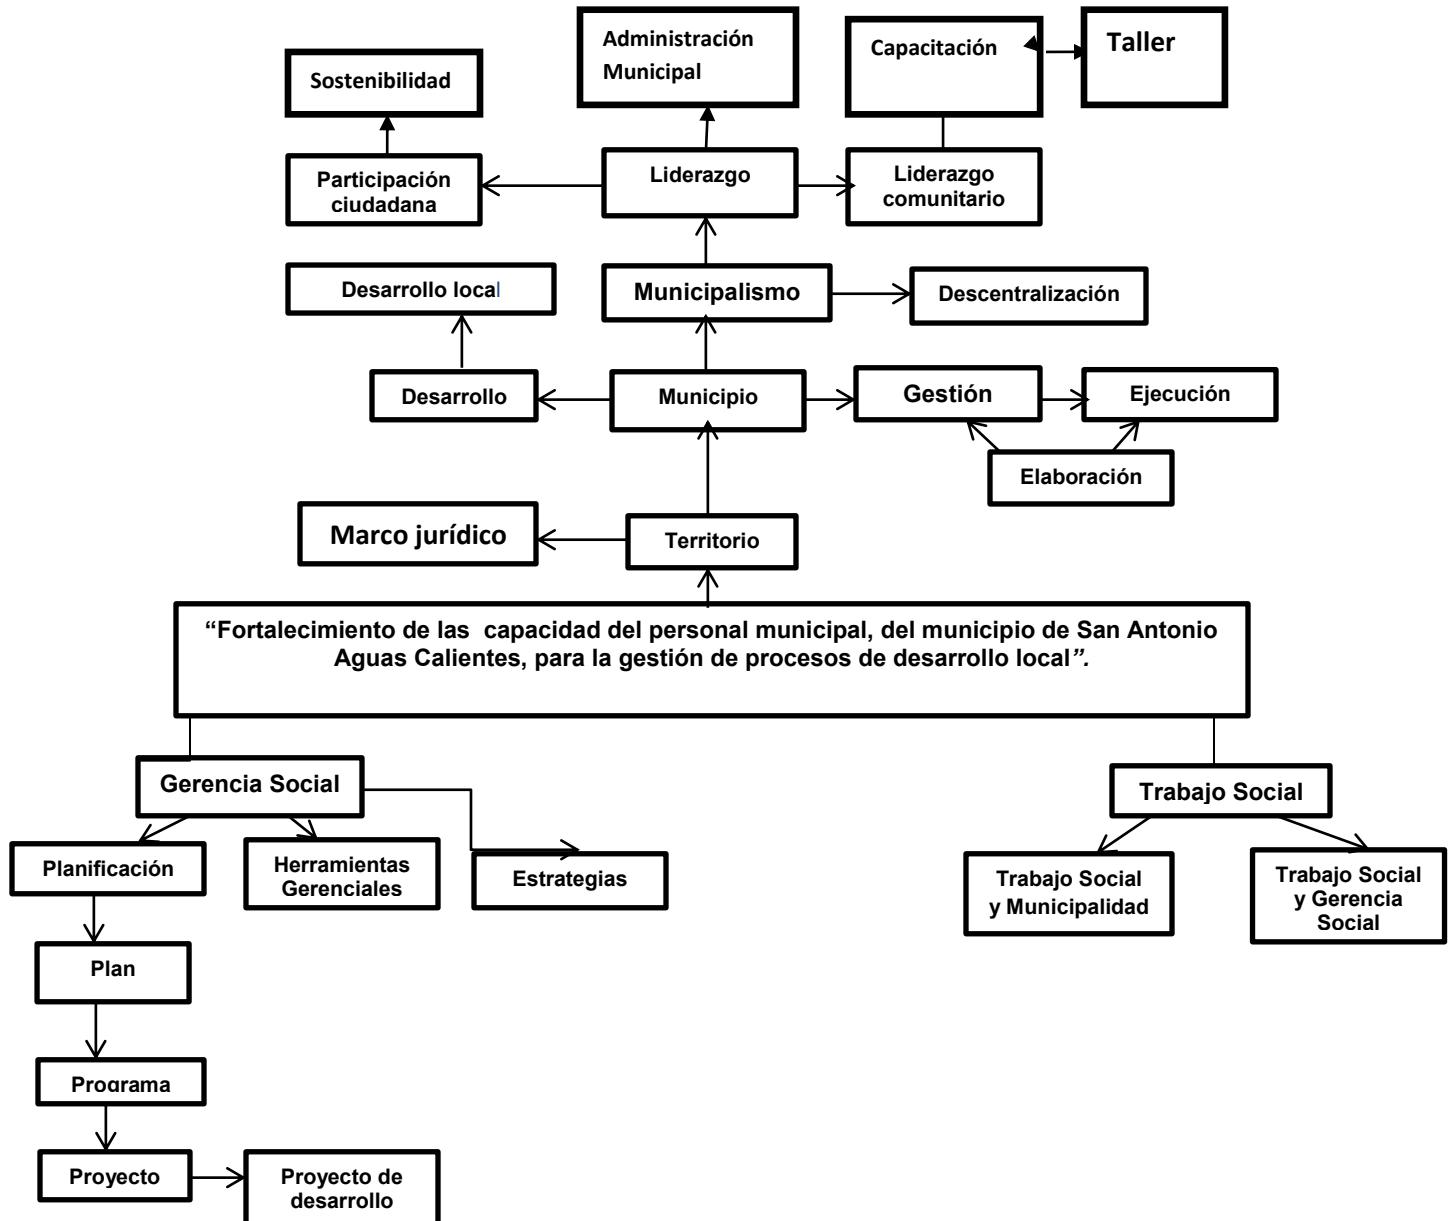 Administración
Municipal
Capacitación
Taller
Sostenibilidad
Participación
ciudadana
Liderazgo
Liderazgo
comunitario
Desarrollo local
Municipalismo
Descentralización
Desarrollo
Municipio
Gestión
Ejecución
Elaboración
Marco jurídico
Territorio
“Fortalecimiento de las  capacidad del personal municipal, del municipio de San Antonio
Aguas Calientes, para la gestión de procesos de desarrollo local”.
Gerencia Social
Trabajo Social
Planificación
Herramientas
Gerenciales
Estrategias
Trabajo Social
y Municipalidad
Trabajo Social
y Gerencia
Social
Plan
Programa
Proyecto
Proyecto de
desarrollo